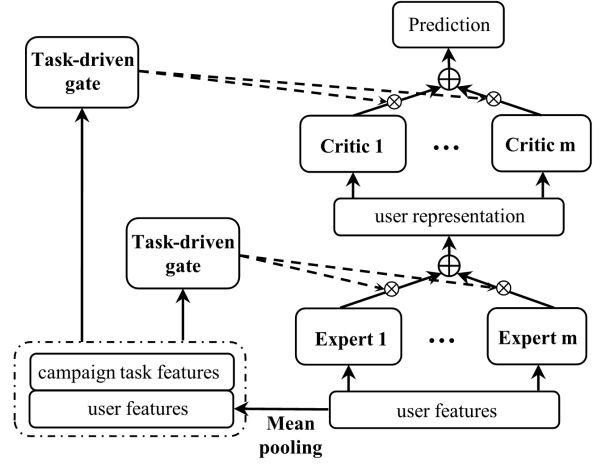 Prediction
Task-driven
gate
Critic 1
...
Critic m
user representation
Task-driven
gate
Expert 1
...
Expert m
campaign task features
user features
user features
Mean
pooling